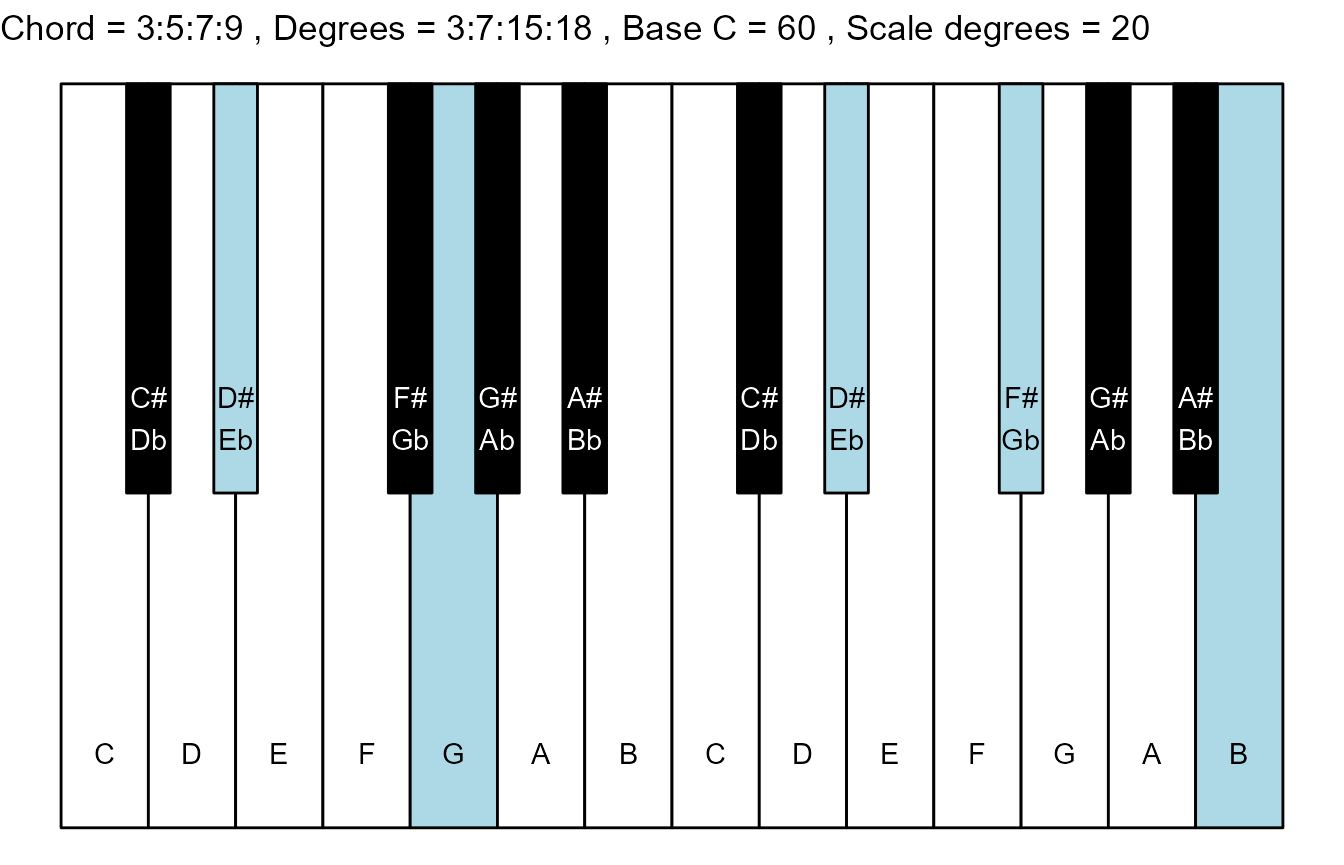 Chord = 3:5:7:9 , Degrees = 3:7:15:18 , Base C = 60 , Scale degrees = 20
C# D# F# G# A# C# D# F# G# A#
Db Eb Gb Ab Bb Db Eb Gb Ab Bb
C D E F G A B C D E F G A B